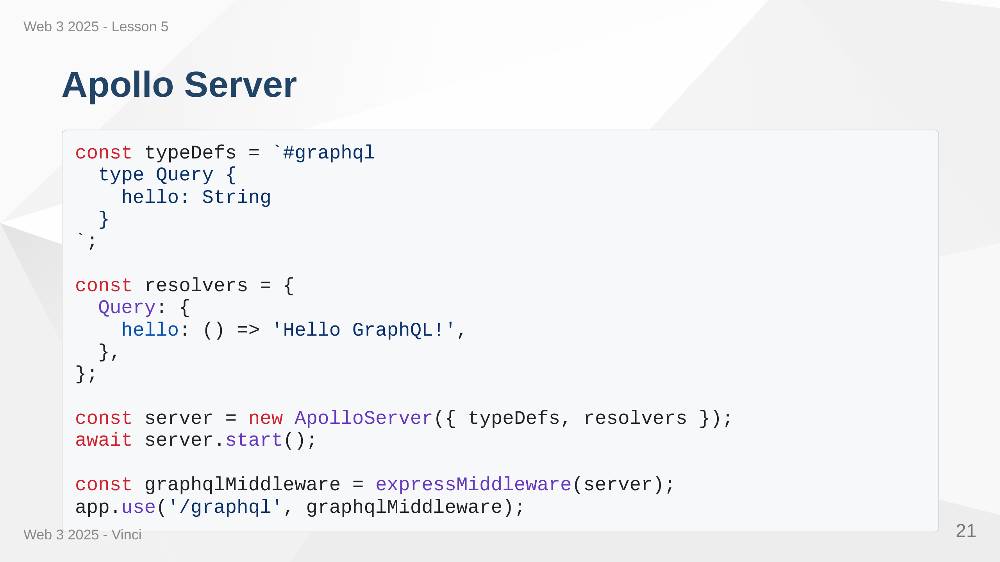 Web 3 2025 - Lesson 5
Apollo Server
const typeDefs = `#graphql
  type Query {
    hello: String
  }
`;

const resolvers = {
  Query: {
    hello: () => 'Hello GraphQL!',
  },
};

const server = new ApolloServer({ typeDefs, resolvers });
await server.start();

const graphqlMiddleware = expressMiddleware(server);
app.use('/graphql', graphqlMiddleware);
Web 3 2025 - Vinci
21